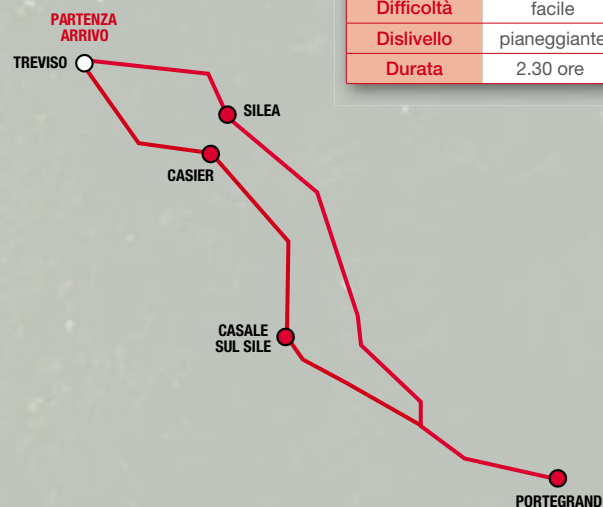 PARTENZA
ARRIVO
TREVISO
Difficoltà facile
Dislivello pianeggiante
Durata 2.30 ore
SILEA
CASIER
CASALE
SUL SILE
PORTEGRAND